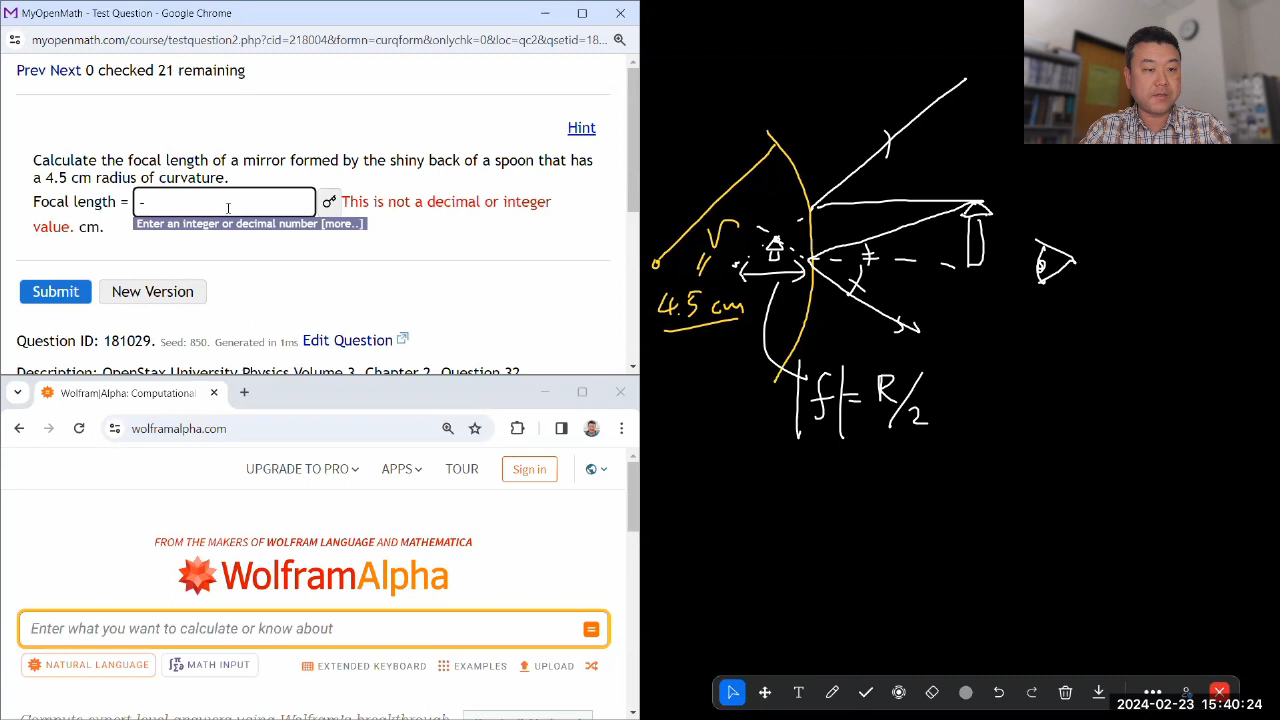 MyOpenMath - Test Question - Google Chrome
myopenmath.com/course/testquestion2.php?cid=218004&formn=curqform&onlychk=0&loc=qc2&qsetid=18...
Prev Next 0 checked 21 remaining
Hint
Calculate the focal length of a mirror formed by the shiny back of a spoon that has
a 4.5 cm radius of curvature.
Focal length = - This is not a decimal or integer
value. cm.
Enter an integer or decimal number [more..]
Submit New Version
Question ID: 181029. Seed: 850. Generated in 1ms Edit Question
Description: OpenStax University Physics Volume 3, Chapter 2, Question 32
Wolfram|Alpha: Computational
wolframalpha.com
UPGRADE TO PRO APPS TOUR Sign in
FROM THE MAKERS OF WOLFRAM LANGUAGE AND MATHEMATICA
WolframAlpha
Enter what you want to calculate or know about
NATURAL LANGUAGE MATH INPUT EXTENDED KEYBOARD EXAMPLES UPLOAD
Compute expert-level answers using Wolfram's breakthrough
4.5 cm
|f| = R/2
T
2024-02-23 15:40:24